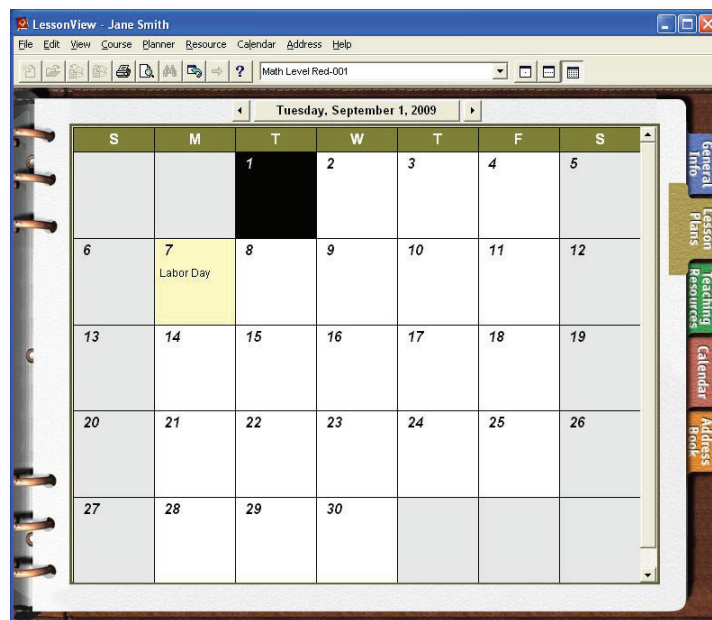 LessonView - Jane Smith
File Edit View Course Planner Resource Calendar Address Help
? Math Level Red-001
Tuesday, September 1, 2009
S M T W T F S
1 2 3 4 5
6 7 8 9 10 11 12
Labor Day
13 14 15 16 17 18 19
20 21 22 23 24 25 26
27 28 29 30
General
Info
Lesson
Plans
Teaching
Resources
Calendar
Address
Book